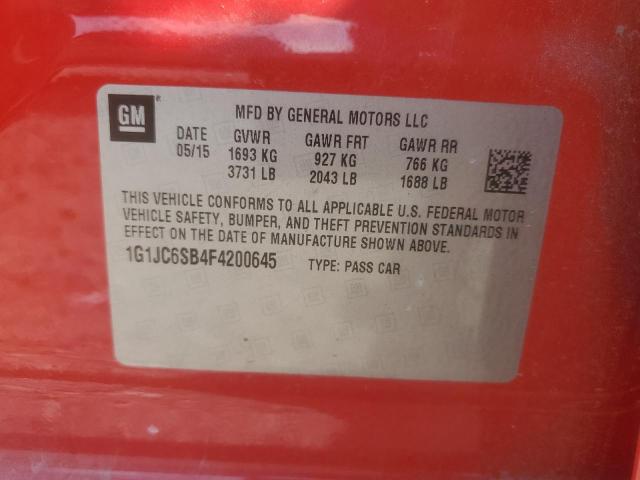 GM
MFD BY GENERAL MOTORS LLC
DATE GVWR GAWR FRT GAWR RR
05/15 1693 KG 927 KG 766 KG
3731 LB 2043 LB 1688 LB
THIS VEHICLE CONFORMS TO ALL APPLICABLE U.S. FEDERAL MOTOR
VEHICLE SAFETY, BUMPER, AND THEFT PREVENTION STANDARDS IN
EFFECT ON THE DATE OF MANUFACTURE SHOWN ABOVE.
1G1JC6SB4F4200645 TYPE: PASS CAR